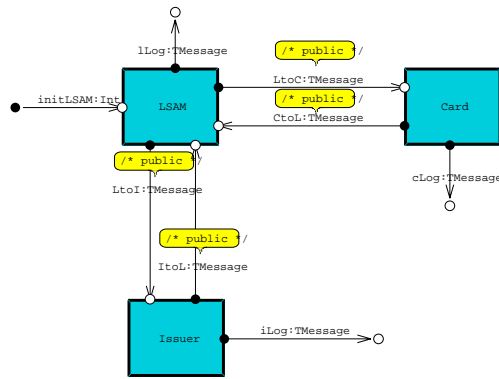 lLog:TMessage
/* public */
LtoC:TMessage
initLSAM:Int
LSAM
/* public */
CtoL:TMessage
Card
/* public */
LtoI:TMessage
cLog:TMessage
/* public */
ItoL:TMessage
Issuer
iLog:TMessage